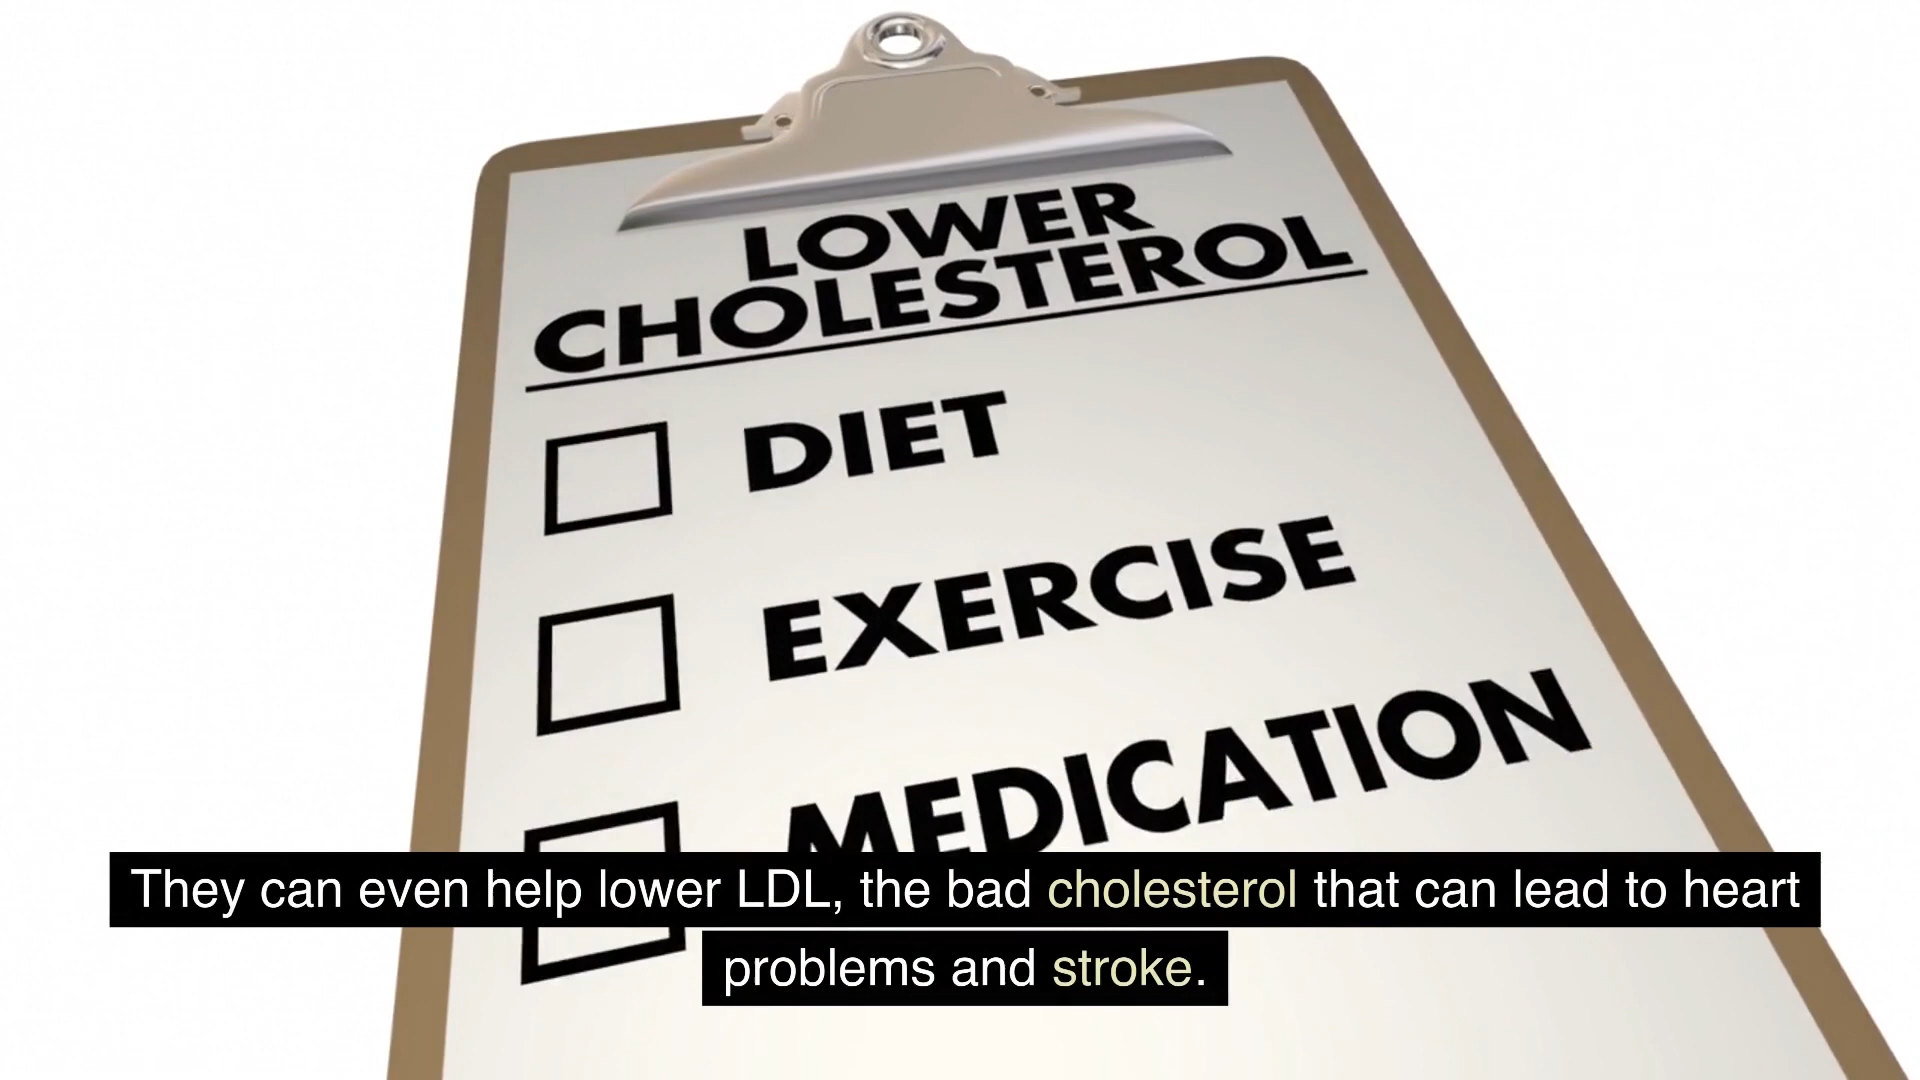 LOWER
CHOLESTEROL
DIET
EXERCISE
MEDICATION
They can even help lower LDL, the bad cholesterol that can lead to heart
problems and stroke.